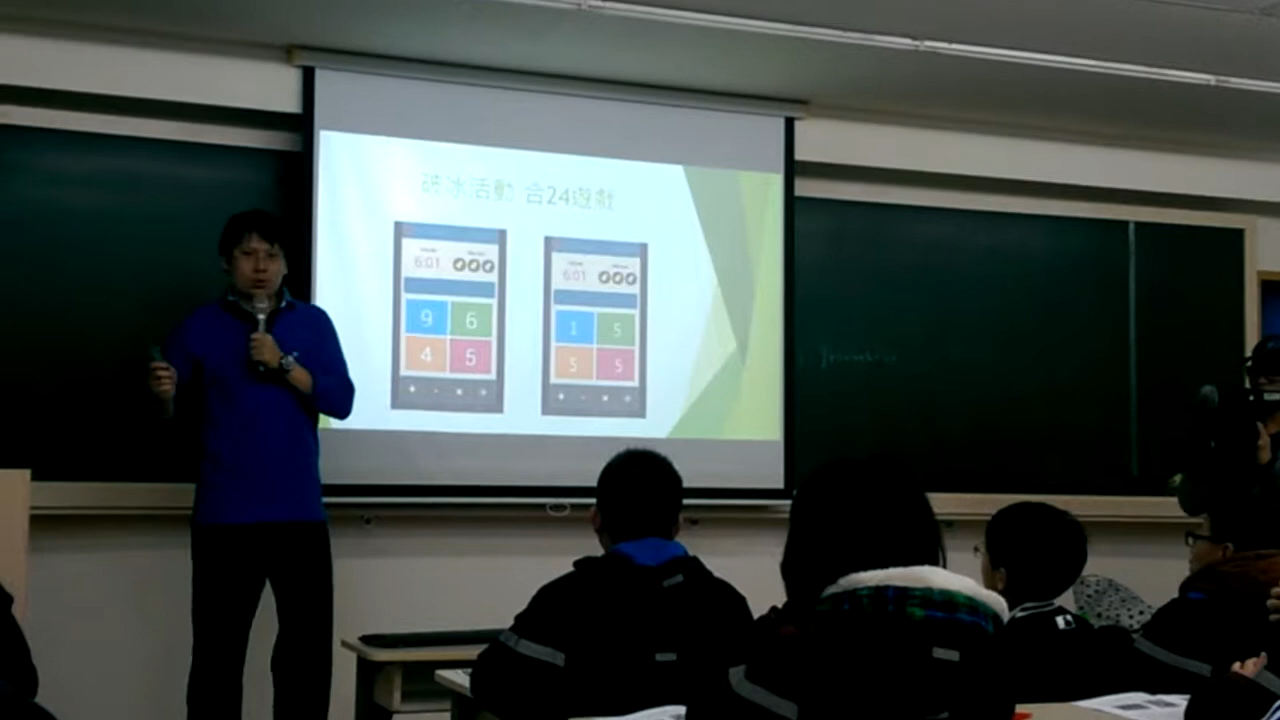 破冰活動 合24遊戲
6:01
9 6
4 5
+ - × ÷
6:01
1 5
5 5
+ - × ÷